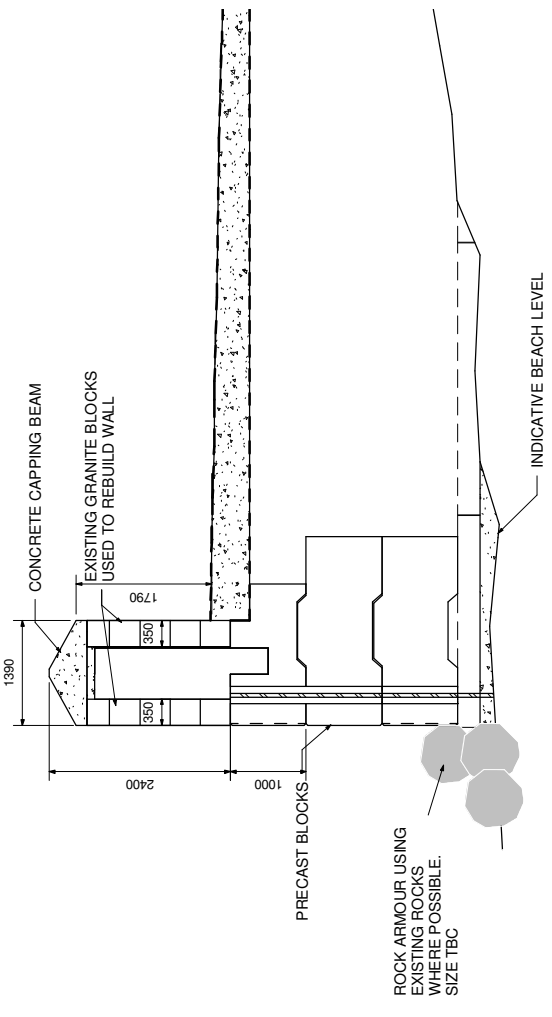 CONCRETE CAPPING BEAM
EXISTING GRANITE BLOCKS
USED TO REBUILD WALL
1390
1790
350
350
2400
1000
PRECAST BLOCKS
ROCK ARMOUR USING
EXISTING ROCKS
WHERE POSSIBLE.
SIZE TBC
INDICATIVE BEACH LEVEL